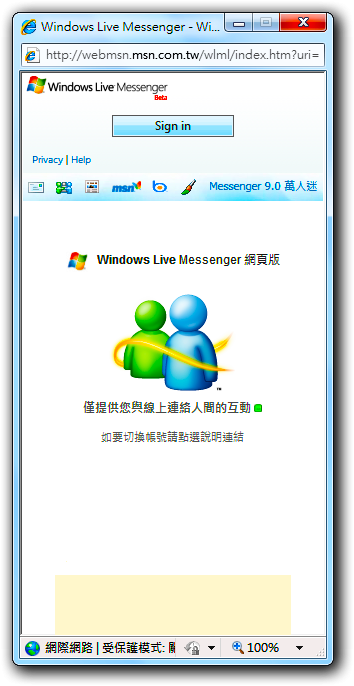 Windows Live Messenger - Wi...
http://webmsn.msn.com.tw/wlml/index.htm?uri=
Windows Live Messenger
Beta
Sign in
Privacy | Help
msn
Messenger 9.0 萬人迷
Windows Live Messenger 網頁版
™
僅提供您與線上連絡人間的互動
如要切換帳號請點選說明連結
網際網路 | 受保護模式: 關
100%